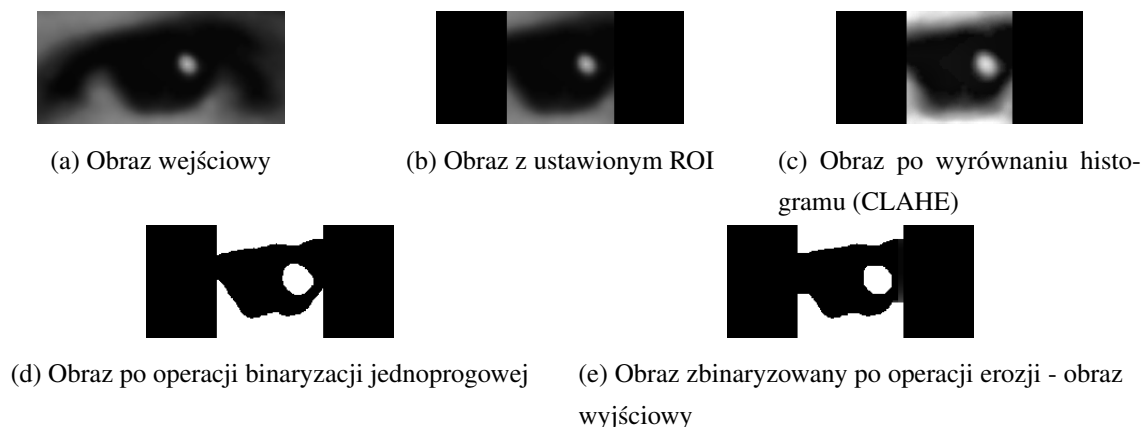 (a) Obraz wejściowy
(b) Obraz z ustawionym ROI
(c) Obraz po wyrównaniu histo-
gramu (CLAHE)
(d) Obraz po operacji binaryzacji jednoprogowej
(e) Obraz zbinaryzowany po operacji erozji - obraz
wyjściowy